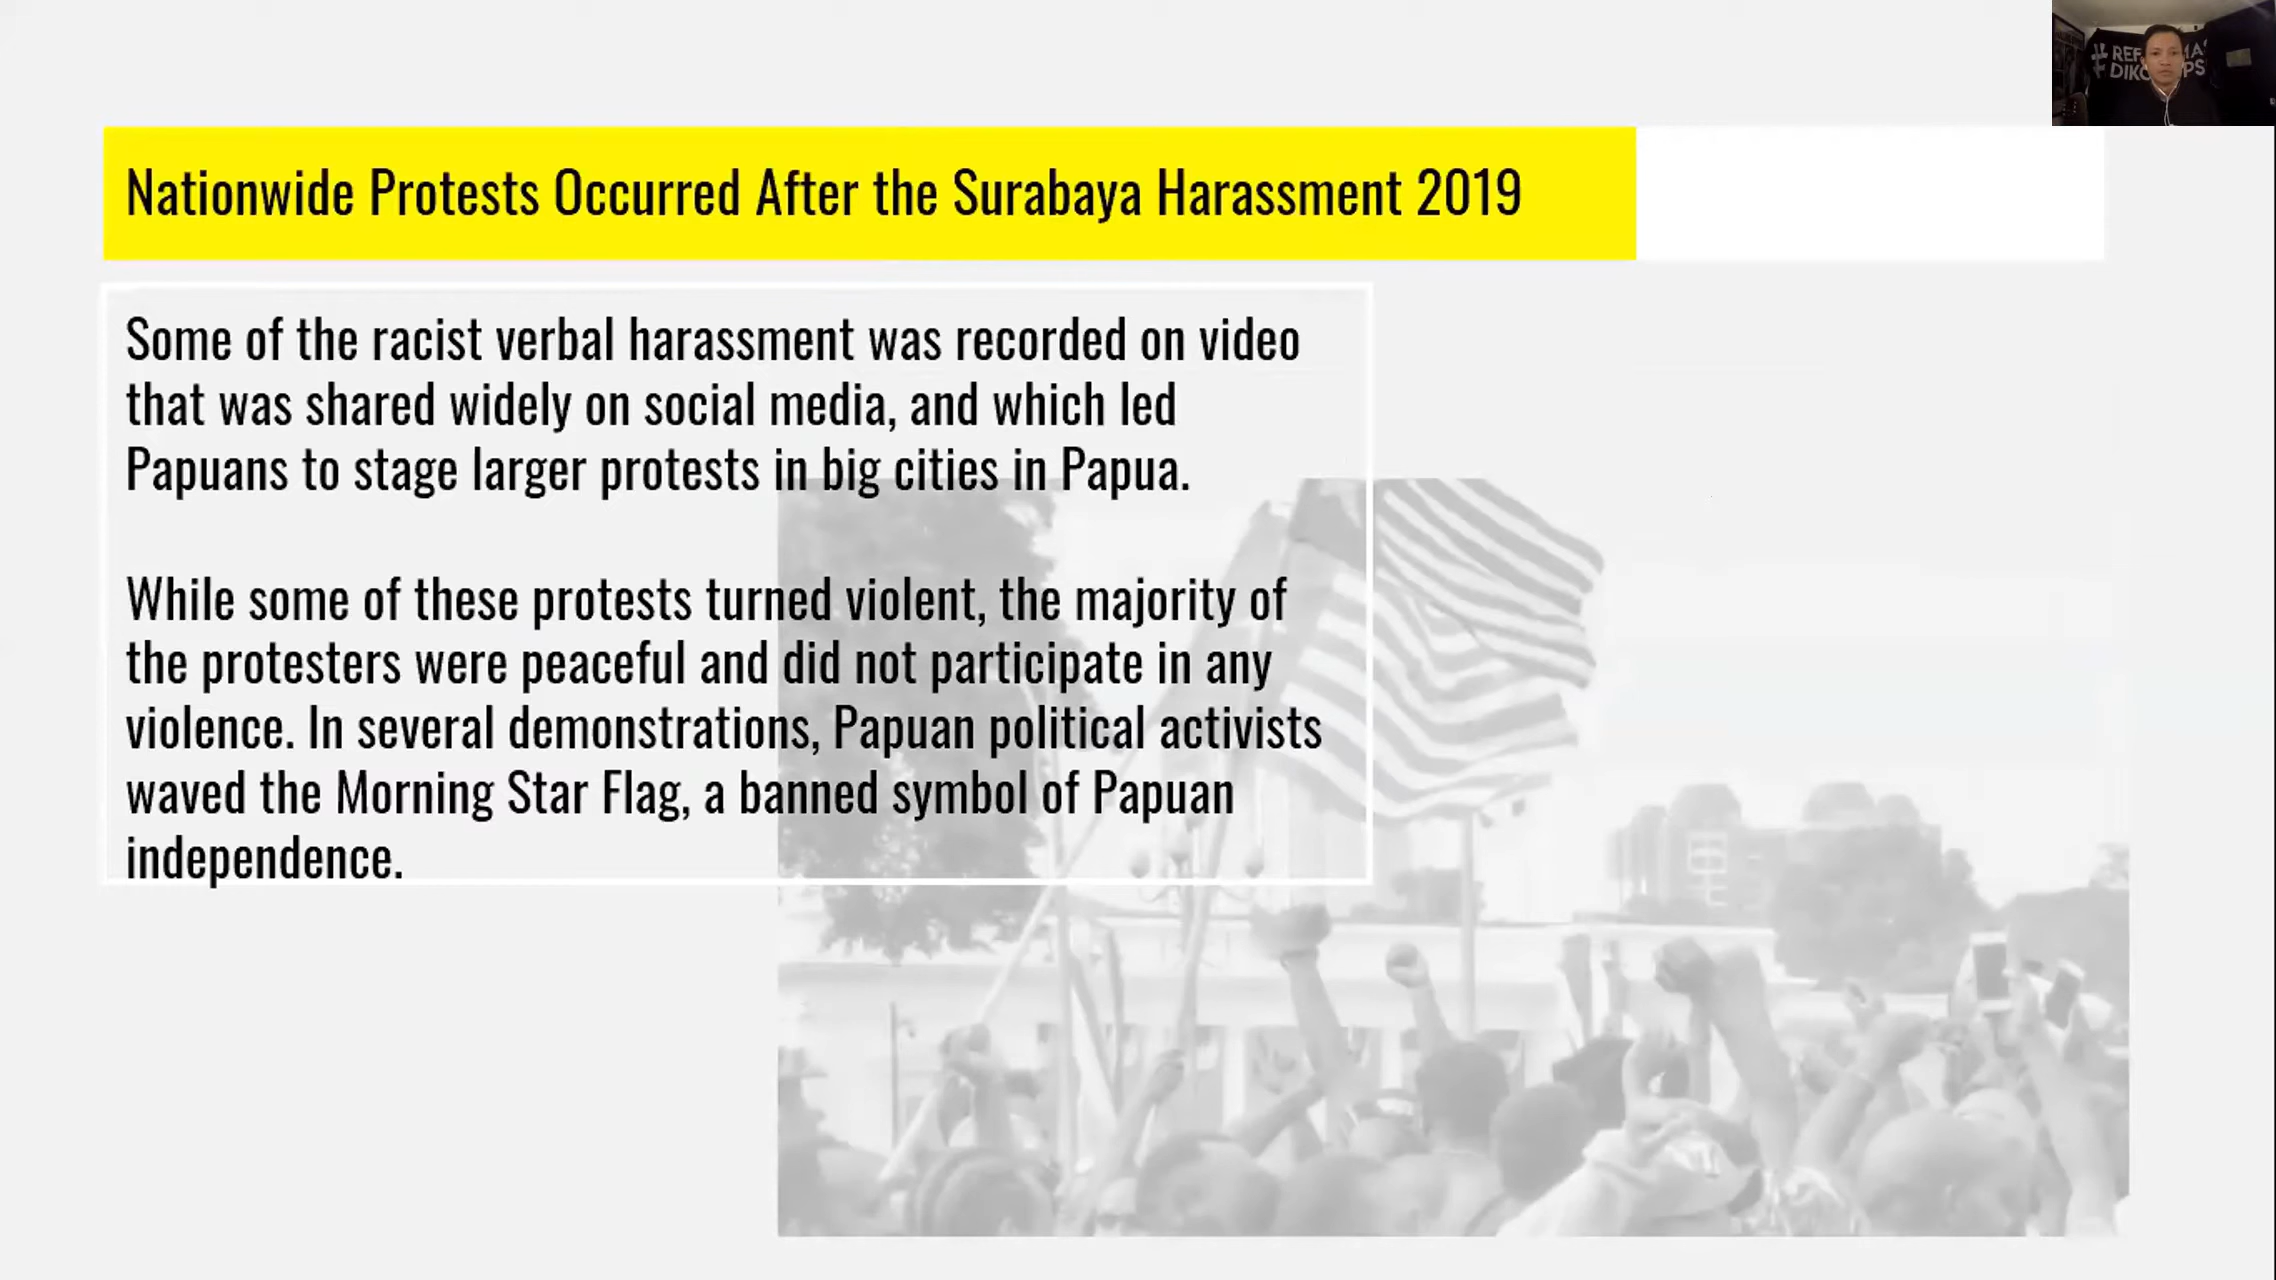 Nationwide Protests Occurred After the Surabaya Harassment 2019
Some of the racist verbal harassment was recorded on video
that was shared widely on social media, and which led
Papuans to stage larger protests in big cities in Papua.
While some of these protests turned violent, the majority of
the protesters were peaceful and did not participate in any
violence. In several demonstrations, Papuan political activists
waved the Morning Star Flag, a banned symbol of Papuan
independence.